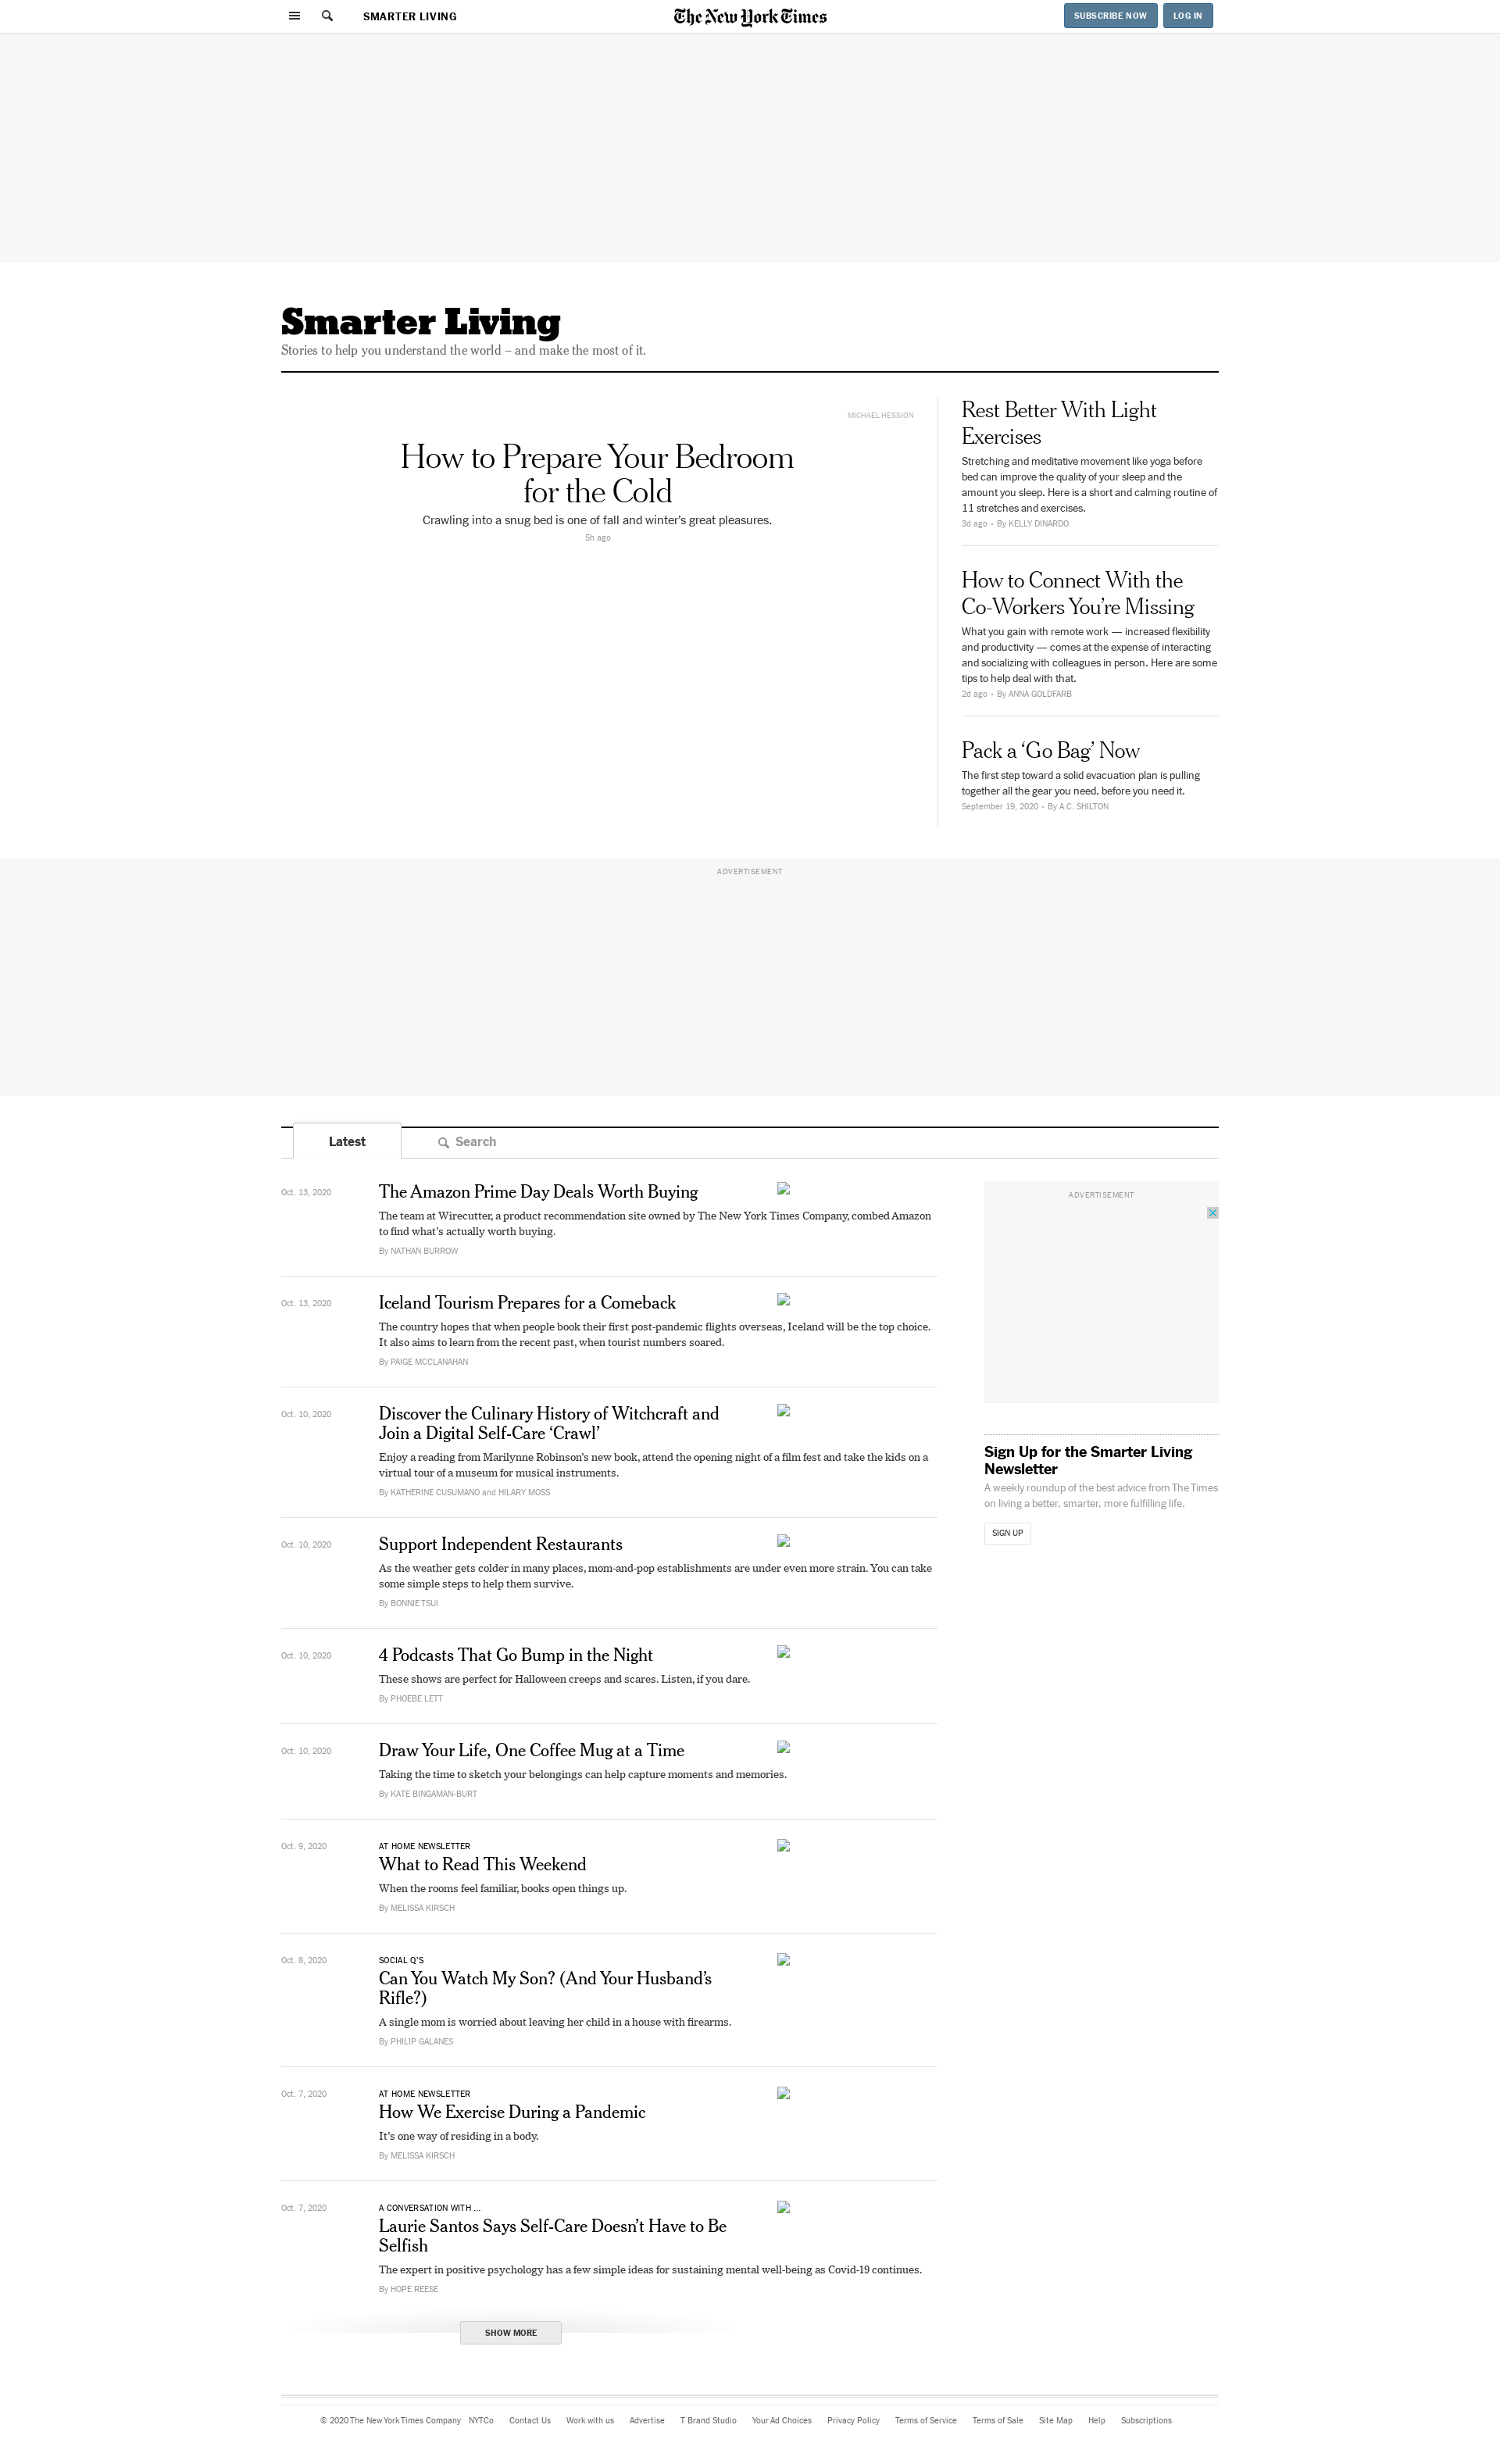 SMARTER LIVING
The New York Times
SUBSCRIBE NOW
LOG IN
Smarter Living
Stories to help you understand the world – and make the most of it.
MICHAEL HESSION
How to Prepare Your Bedroom
for the Cold
Crawling into a snug bed is one of fall and winter’s great pleasures.
5h ago
Rest Better With Light
Exercises
Stretching and meditative movement like yoga before
bed can improve the quality of your sleep and the
amount you sleep. Here is a short and calming routine of
11 stretches and exercises.
3d ago • By KELLY DINARDO
How to Connect With the
Co-Workers You’re Missing
What you gain with remote work — increased flexibility
and productivity — comes at the expense of interacting
and socializing with colleagues in person. Here are some
tips to help deal with that.
2d ago • By ANNA GOLDFARB
Pack a ‘Go Bag’ Now
The first step toward a solid evacuation plan is pulling
together all the gear you need, before you need it.
September 19, 2020 • By A.C. SHILTON
ADVERTISEMENT
Latest
Search
Oct. 13, 2020
The Amazon Prime Day Deals Worth Buying
The team at Wirecutter, a product recommendation site owned by The New York Times Company, combed Amazon
to find what’s actually worth buying.
By NATHAN BURROW
Oct. 13, 2020
Iceland Tourism Prepares for a Comeback
The country hopes that when people book their first post-pandemic flights overseas, Iceland will be the top choice.
It also aims to learn from the recent past, when tourist numbers soared.
By PAIGE MCCLANAHAN
Oct. 10, 2020
Discover the Culinary History of Witchcraft and
Join a Digital Self-Care ‘Crawl’
Enjoy a reading from Marilynne Robinson’s new book, attend the opening night of a film fest and take the kids on a
virtual tour of a museum for musical instruments.
By KATHERINE CUSUMANO and HILARY MOSS
Oct. 10, 2020
Support Independent Restaurants
As the weather gets colder in many places, mom-and-pop establishments are under even more strain. You can take
some simple steps to help them survive.
By BONNIE TSUI
Oct. 10, 2020
4 Podcasts That Go Bump in the Night
These shows are perfect for Halloween creeps and scares. Listen, if you dare.
By PHOEBE LETT
Oct. 10, 2020
Draw Your Life, One Coffee Mug at a Time
Taking the time to sketch your belongings can help capture moments and memories.
By KATE BINGAMAN-BURT
Oct. 9, 2020
AT HOME NEWSLETTER
What to Read This Weekend
When the rooms feel familiar, books open things up.
By MELISSA KIRSCH
Oct. 8, 2020
SOCIAL Q’S
Can You Watch My Son? (And Your Husband’s
Rifle?)
A single mom is worried about leaving her child in a house with firearms.
By PHILIP GALANES
Oct. 7, 2020
AT HOME NEWSLETTER
How We Exercise During a Pandemic
It’s one way of residing in a body.
By MELISSA KIRSCH
Oct. 7, 2020
A CONVERSATION WITH ...
Laurie Santos Says Self-Care Doesn’t Have to Be
Selfish
The expert in positive psychology has a few simple ideas for sustaining mental well-being as Covid-19 continues.
By HOPE REESE
SHOW MORE
ADVERTISEMENT
Sign Up for the Smarter Living
Newsletter
A weekly roundup of the best advice from The Times
on living a better, smarter, more fulfilling life.
SIGN UP
© 2020 The New York Times Company NYTCo Contact Us Work with us Advertise T Brand Studio Your Ad Choices Privacy Policy Terms of Service Terms of Sale Site Map Help Subscriptions